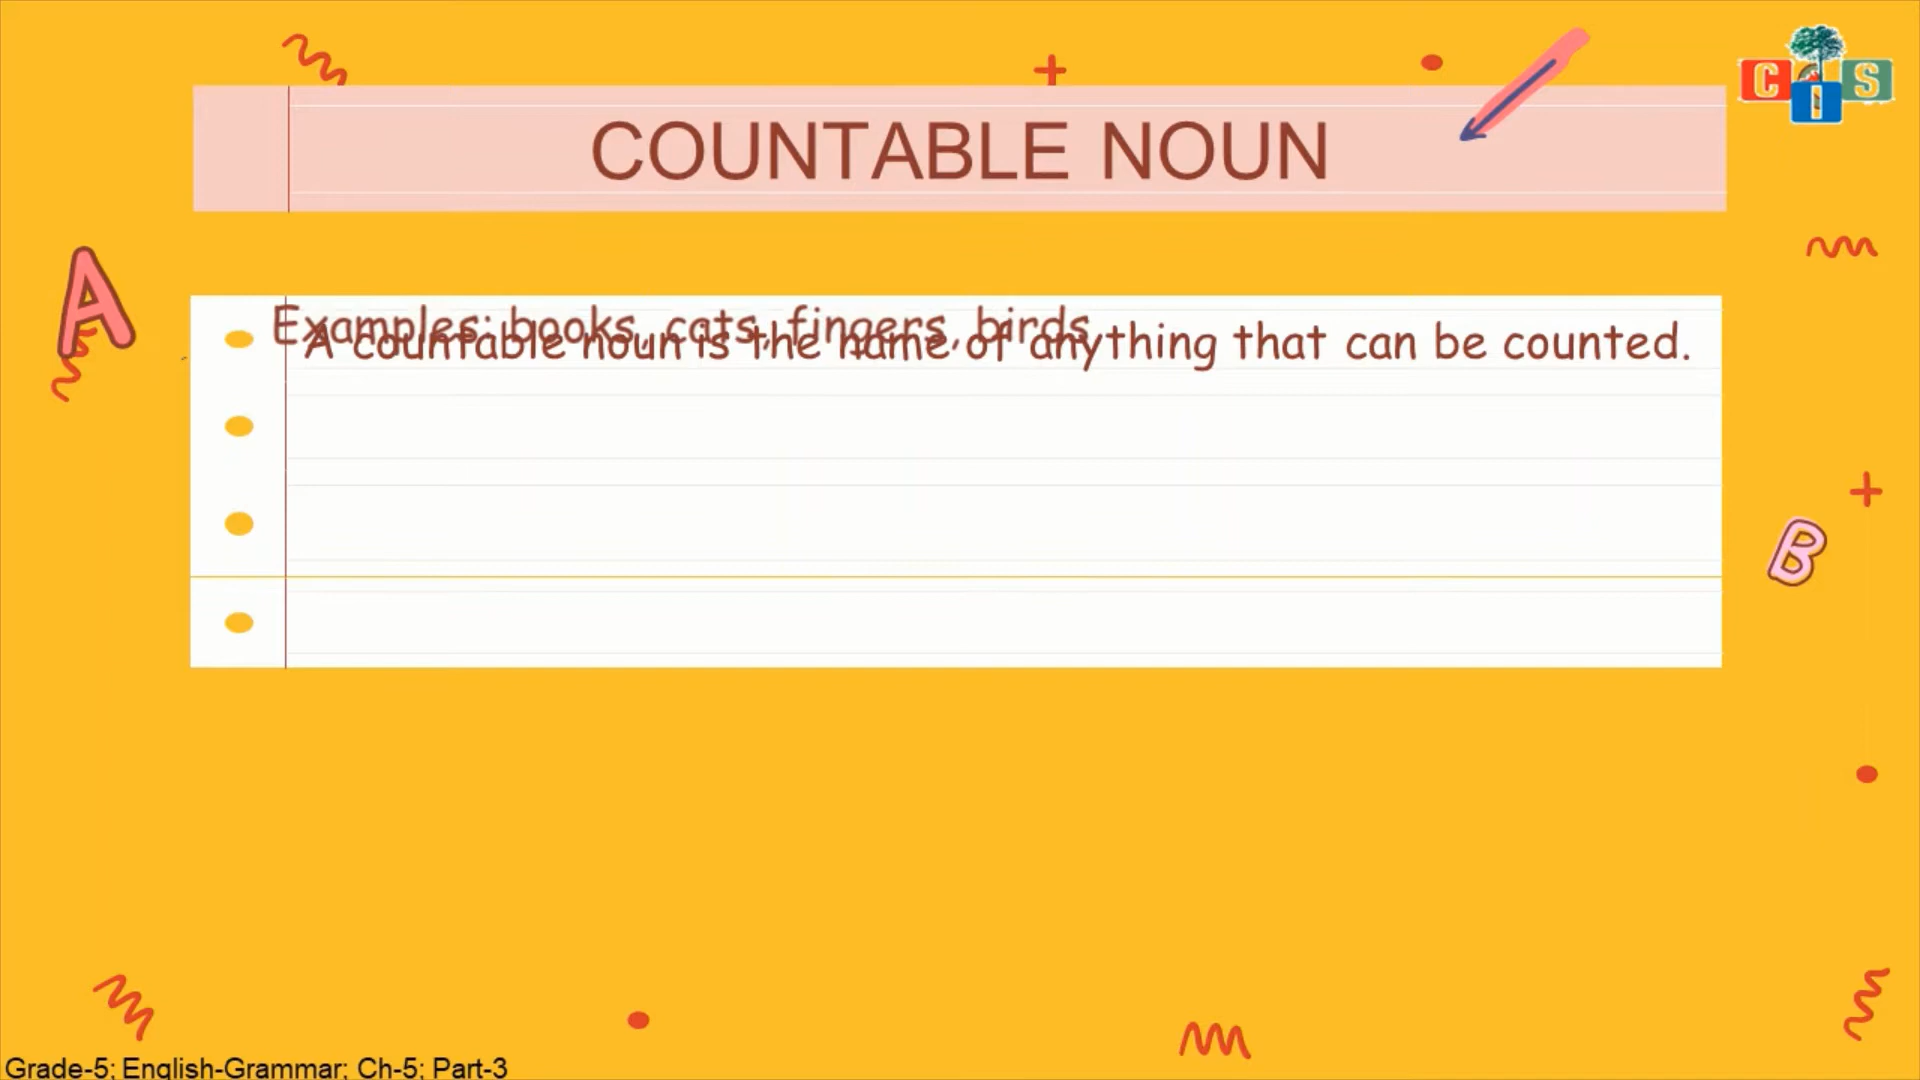 C I S
COUNTABLE NOUN
A
Examples: books, cats, fingers, birds
A countable noun is the name of anything that can be counted.
B
Grade-5; English-Grammar; Ch-5; Part-3